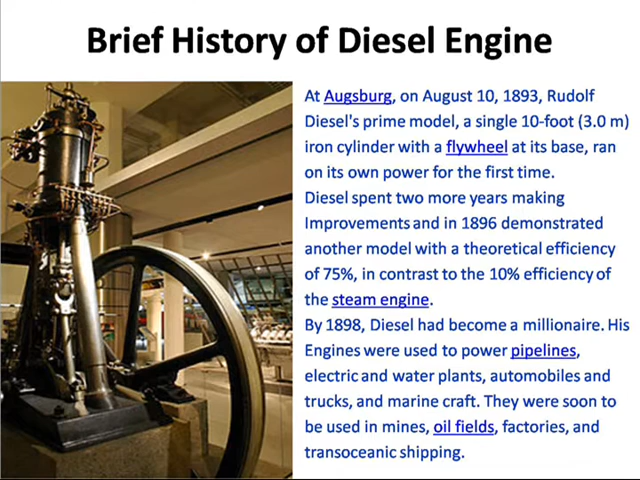 Brief History of Diesel Engine
At Augsburg, on August 10, 1893, Rudolf
Diesel's prime model, a single 10-foot (3.0 m)
iron cylinder with a flywheel at its base, ran
on its own power for the first time.
Diesel spent two more years making
Improvements and in 1896 demonstrated
another model with a theoretical efficiency
of 75%, in contrast to the 10% efficiency of
the steam engine.
By 1898, Diesel had become a millionaire. His
Engines were used to power pipelines,
electric and water plants, automobiles and
trucks, and marine craft. They were soon to
be used in mines, oil fields, factories, and
transoceanic shipping.